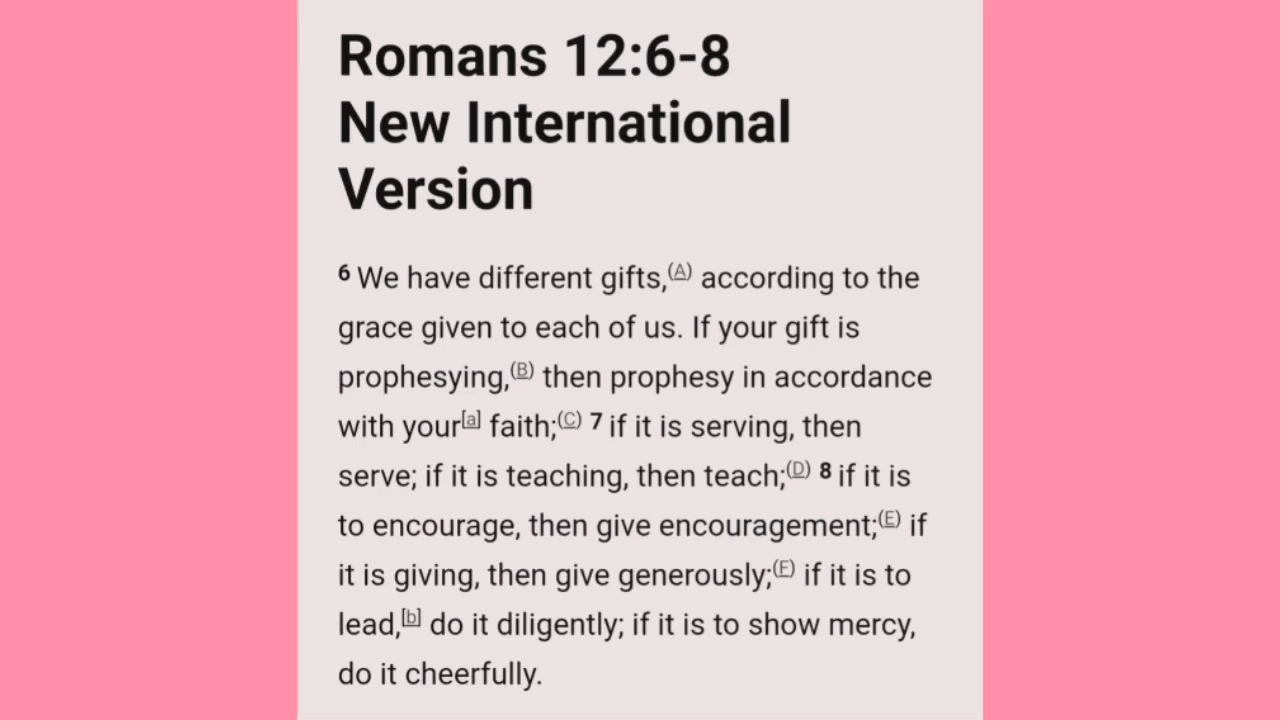 Romans 12:6-8
New International
Version
6 We have different gifts,(A) according to the
grace given to each of us. If your gift is
prophesying,(B) then prophesy in accordance
with your[a] faith;(C) 7 if it is serving, then
serve; if it is teaching, then teach;(D) 8 if it is
to encourage, then give encouragement;(E) if
it is giving, then give generously;(F) if it is to
lead,[b] do it diligently; if it is to show mercy,
do it cheerfully.